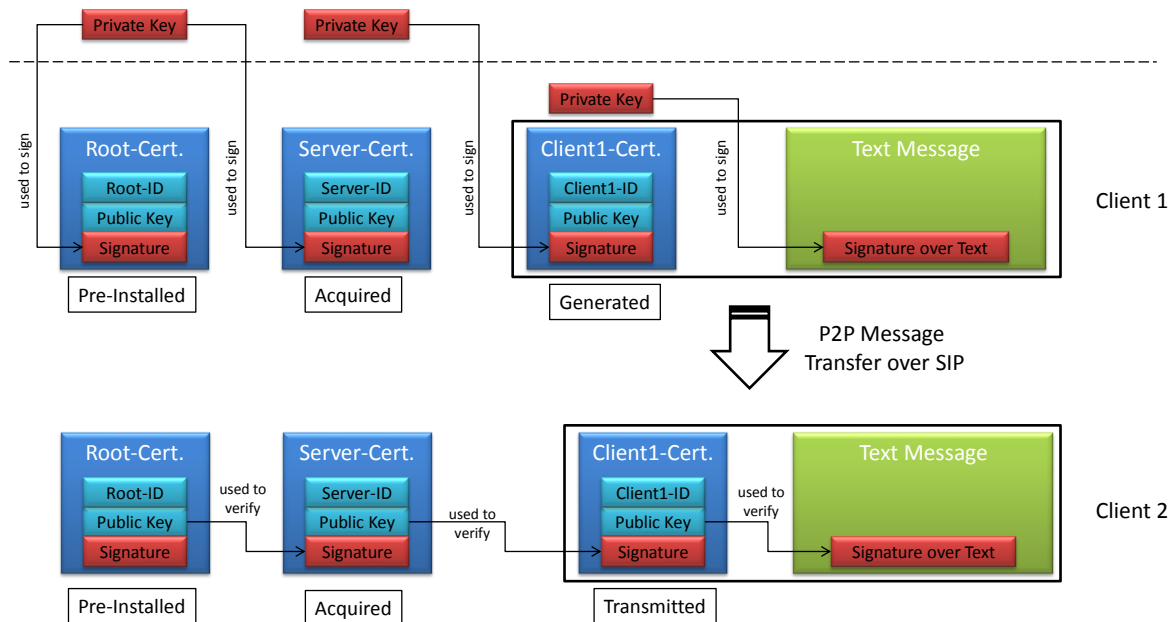 Private Key
Private Key
Private Key
used to sign
Root-Cert.
Root-ID
Public Key
Signature
Pre-Installed
used to sign
Server-Cert.
Server-ID
Public Key
Signature
Acquired
used to sign
Client1-Cert.
Client1-ID
Public Key
Signature
Generated
used to sign
Text Message
Signature over Text
Client 1
P2P Message
Transfer over SIP
Root-Cert.
Root-ID
Public Key
Signature
Pre-Installed
used to
verify
Server-Cert.
Server-ID
Public Key
Signature
Acquired
used to
verify
Client1-Cert.
Client1-ID
Public Key
Signature
Transmitted
used to
verify
Text Message
Signature over Text
Client 2